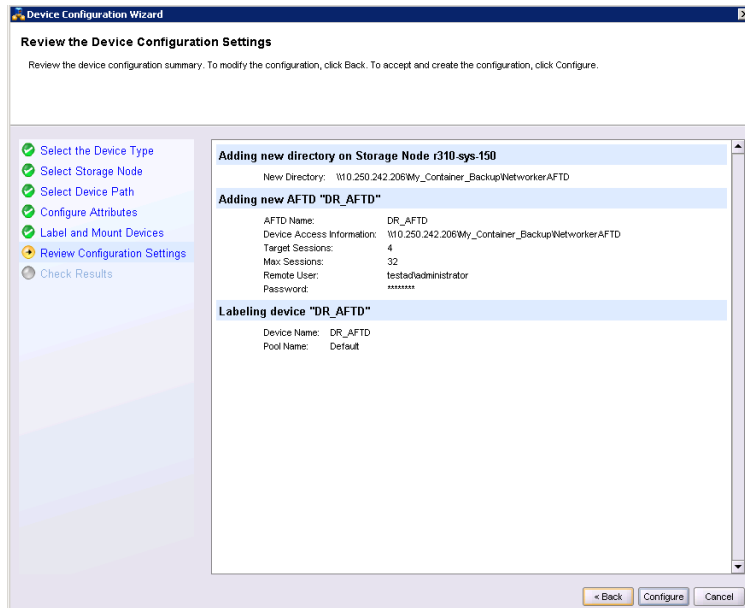 Device Configuration Wizard
Review the Device Configuration Settings
Review the device configuration summary. To modify the configuration, click Back. To accept and create the configuration, click Configure.
Select the Device Type
Select Storage Node
Select Device Path
Configure Attributes
Label and Mount Devices
Review Configuration Settings
Check Results
Adding new directory on Storage Node r310-sys-150
New Directory: \\10.250.242.206\My_Container_Backup\NetworkerAFTD
Adding new AFTD "DR_AFTD"
AFTD Name: DR_AFTD
Device Access Information: \\10.250.242.206\My_Container_Backup\NetworkerAFTD
Target Sessions: 4
Max Sessions: 32
Remote User: testad\administrator
Password: ********
Labeling device "DR_AFTD"
Device Name: DR_AFTD
Pool Name: Default
< Back Configure Cancel